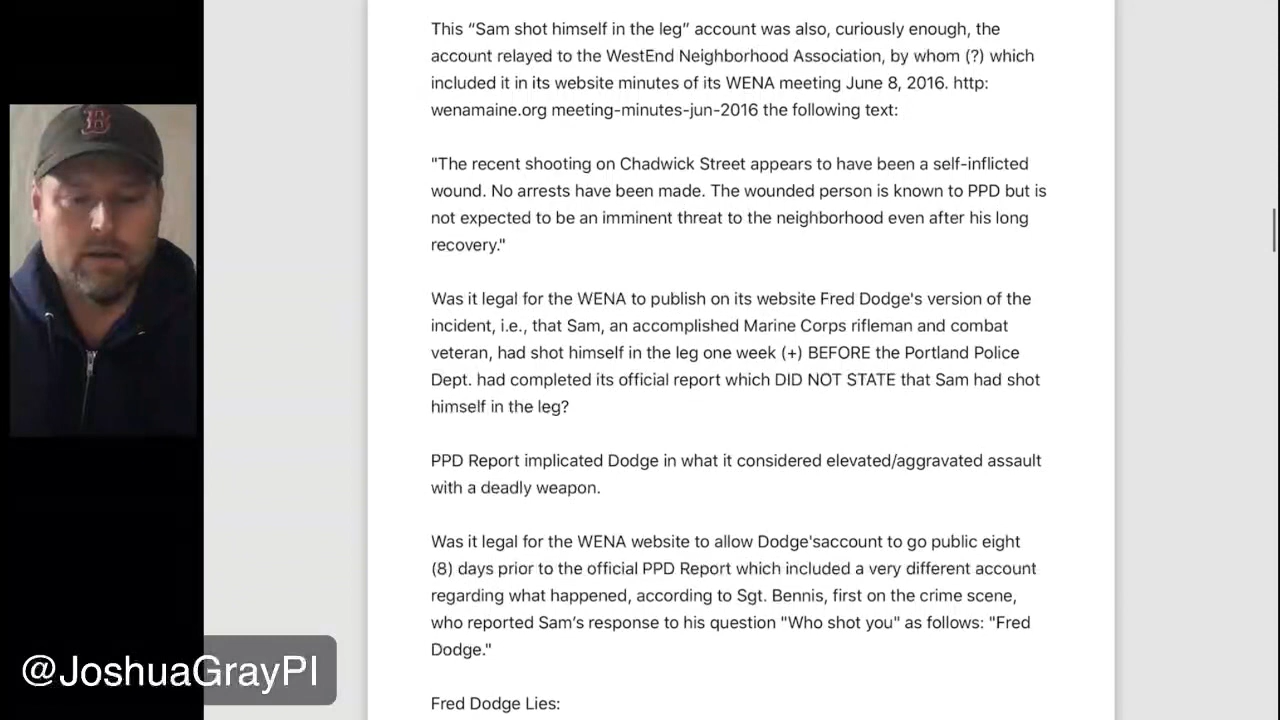 This “Sam shot himself in the leg” account was also, curiously enough, the
account relayed to the WestEnd Neighborhood Association, by whom (?) which
included it in its website minutes of its WENA meeting June 8, 2016. http:
wenamaine.org meeting-minutes-jun-2016 the following text:
"The recent shooting on Chadwick Street appears to have been a self-inflicted
wound. No arrests have been made. The wounded person is known to PPD but is
not expected to be an imminent threat to the neighborhood even after his long
recovery."
Was it legal for the WENA to publish on its website Fred Dodge's version of the
incident, i.e., that Sam, an accomplished Marine Corps rifleman and combat
veteran, had shot himself in the leg one week (+) BEFORE the Portland Police
Dept. had completed its official report which DID NOT STATE that Sam had shot
himself in the leg?
PPD Report implicated Dodge in what it considered elevated/aggravated assault
with a deadly weapon.
Was it legal for the WENA website to allow Dodge'saccount to go public eight
(8) days prior to the official PPD Report which included a very different account
regarding what happened, according to Sgt. Bennis, first on the crime scene,
who reported Sam’s response to his question "Who shot you" as follows: "Fred
Dodge."
Fred Dodge Lies:
B
@JoshuaGrayPI